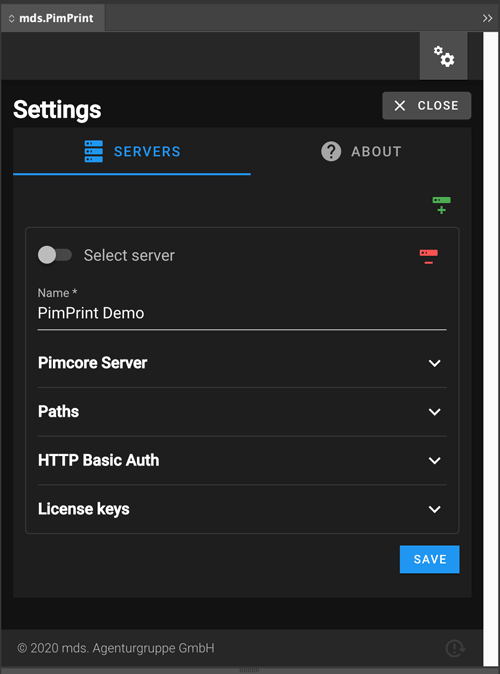 mds.PimPrint
Settings
CLOSE
SERVERS
ABOUT
Select server
Name *
PimPrint Demo
Pimcore Server
Paths
HTTP Basic Auth
License keys
SAVE
© 2020 mds. Agenturgruppe GmbH